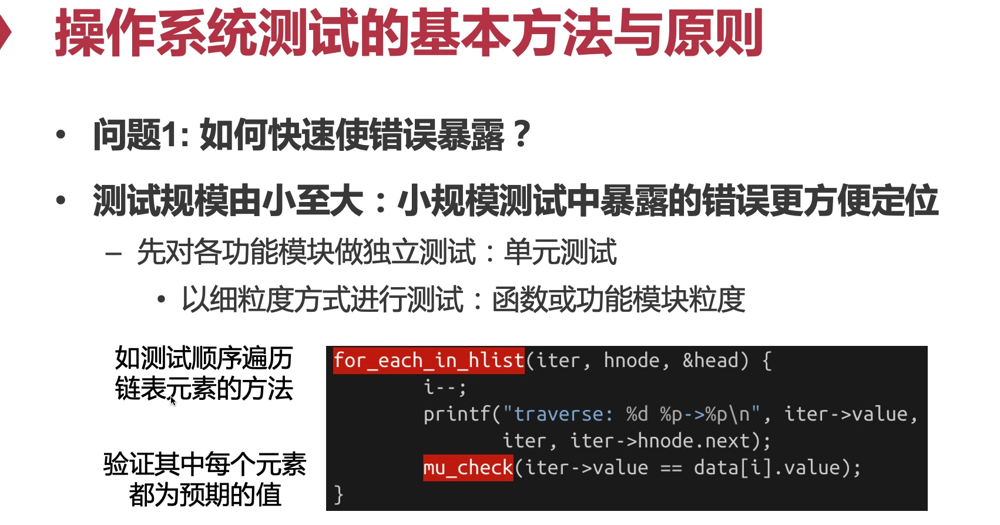 操作系统测试的基本方法与原则
• 问题1: 如何快速使错误暴露？
• 测试规模由小至大：小规模测试中暴露的错误更方便定位
– 先对各功能模块做独立测试：单元测试
• 以细粒度方式进行测试：函数或功能模块粒度
如测试顺序遍历
链表元素的方法
验证其中每个元素
都为预期的值
for_each_in_hlist(iter, hnode, &head) {
i--;
printf("traverse: %d %p->%p\n", iter->value,
iter, iter->hnode.next);
mu_check(iter->value == data[i].value);
}